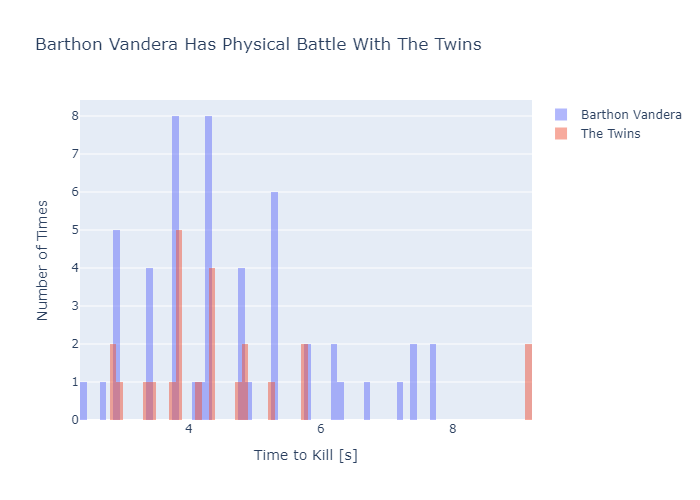 Barthon Vandera Has Physical Battle With The Twins
Barthon Vandera
The Twins
8
7
6
5
4
3
2
1
0
Number of Times
4
6
8
Time to Kill [s]